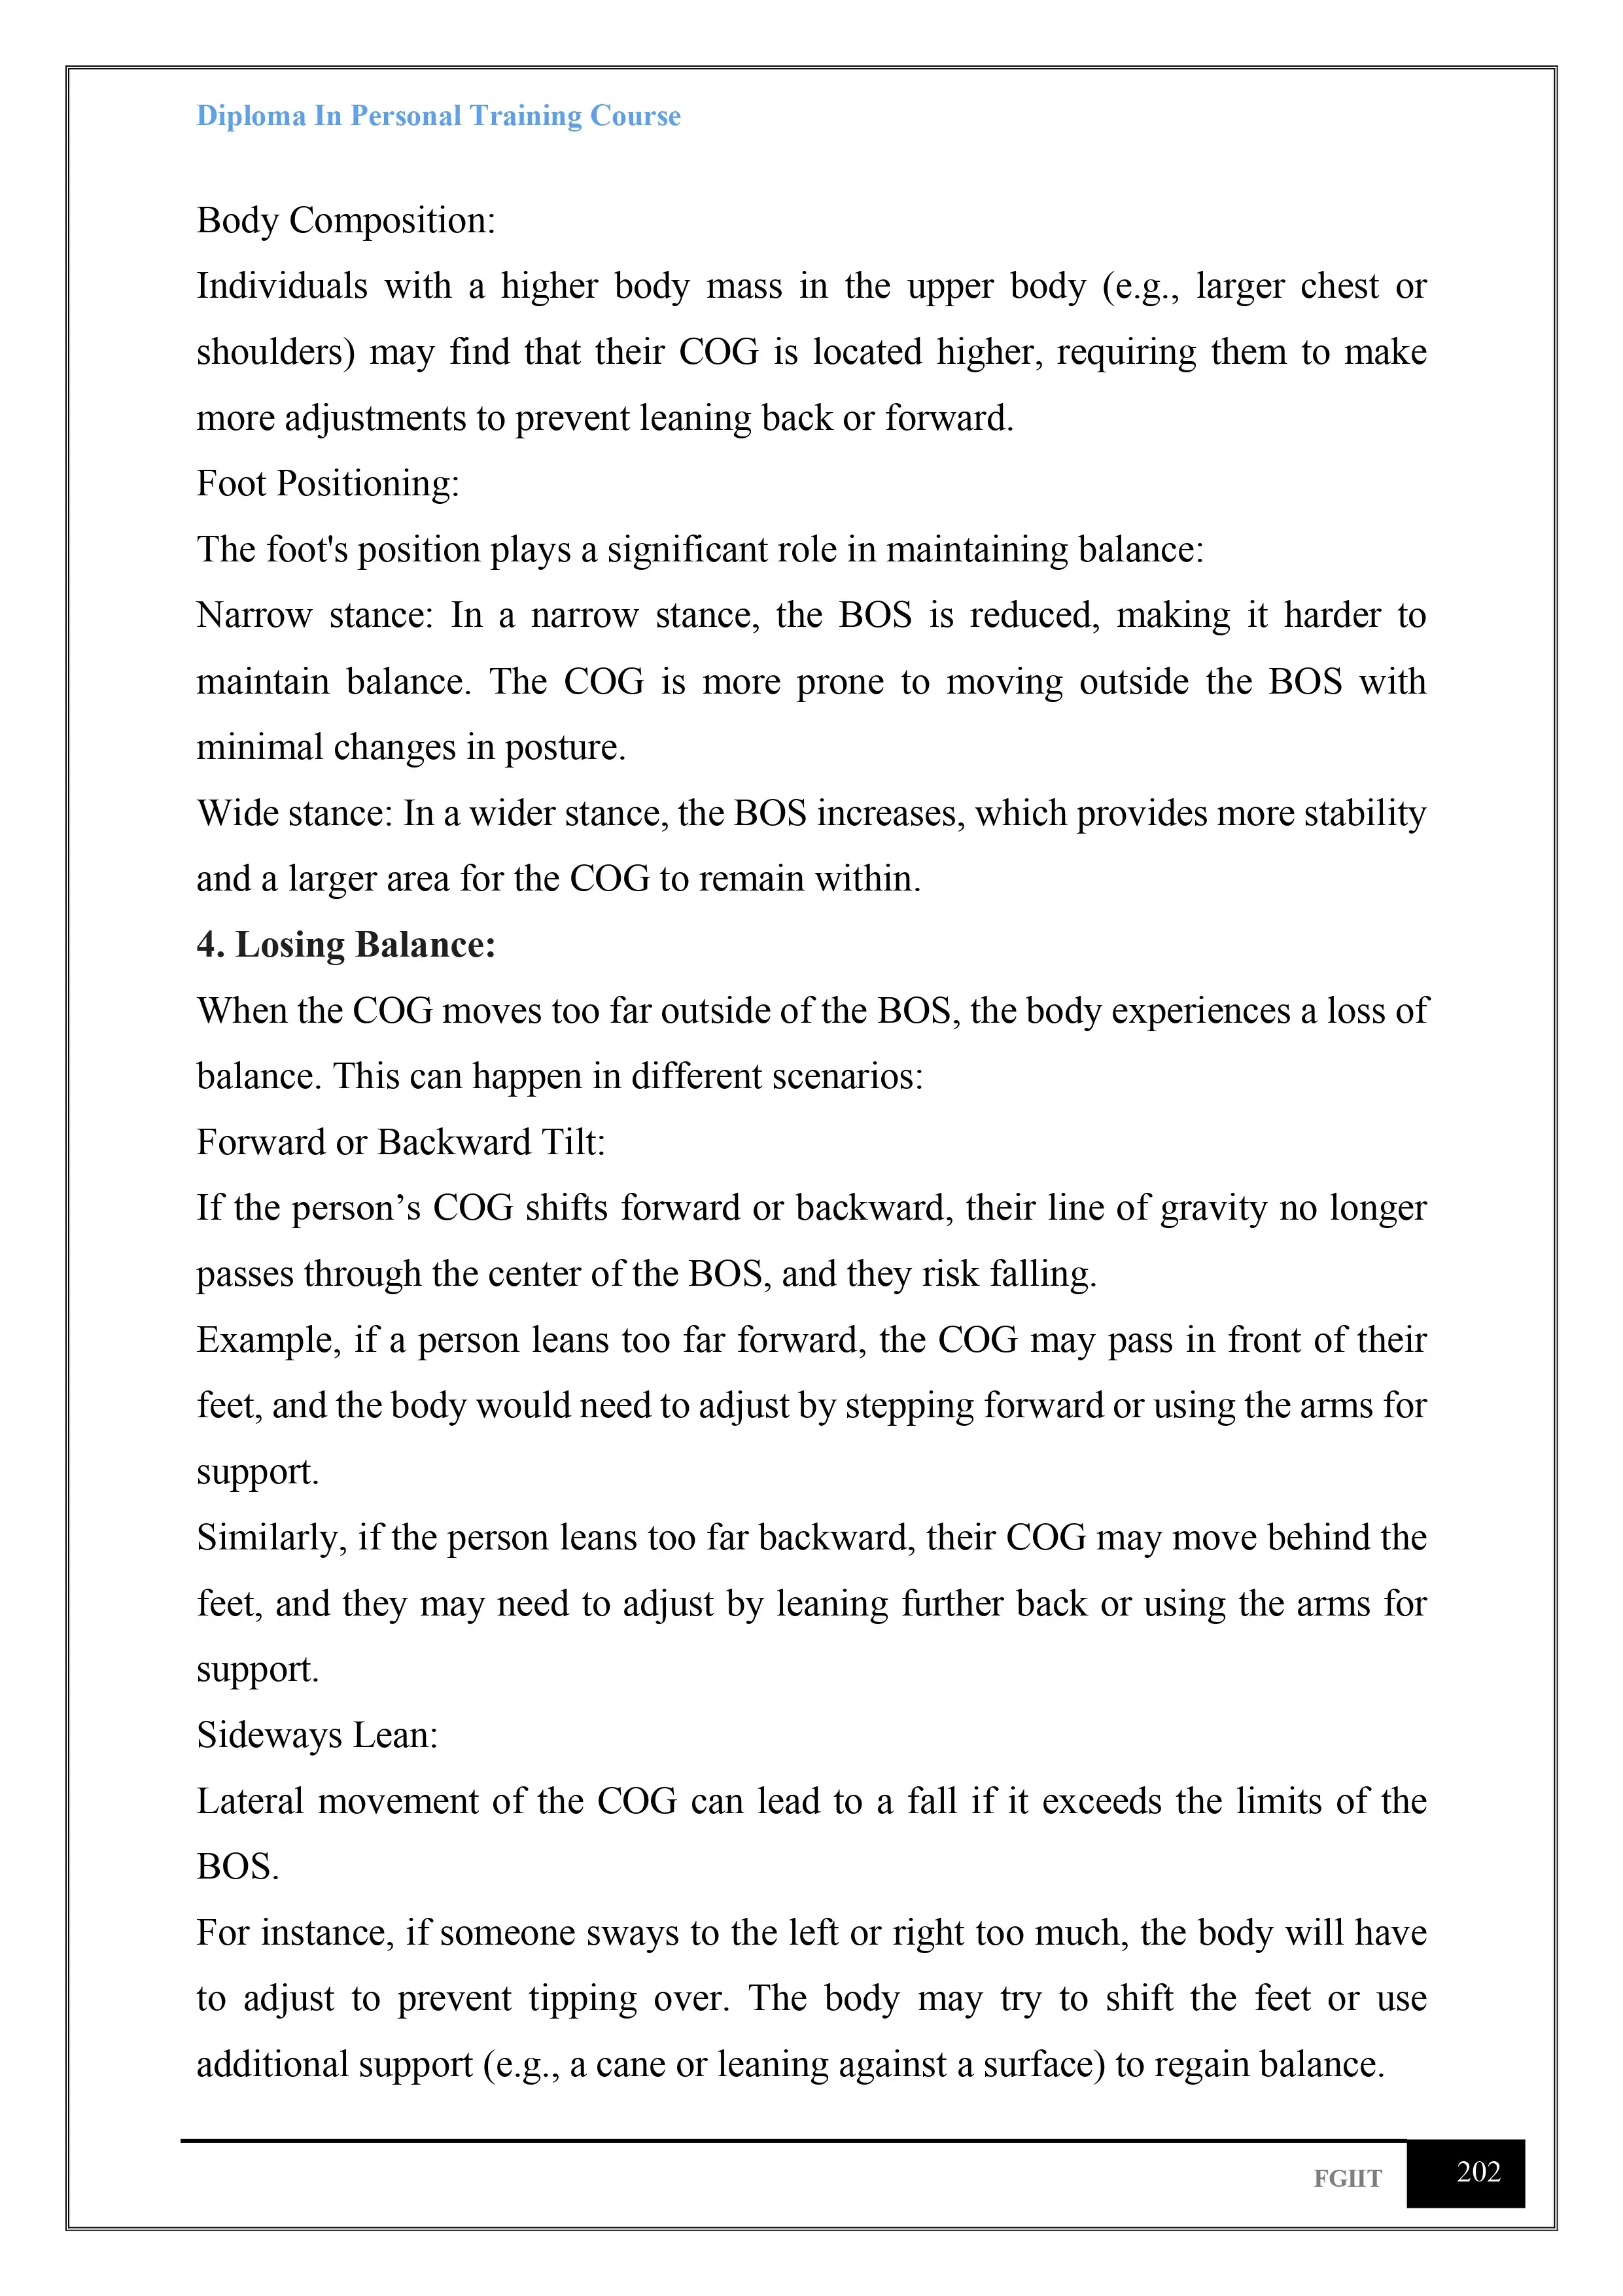 Diploma In Personal Training Course
Body Composition:
Individuals with a higher body mass in the upper body (e.g., larger chest or
shoulders) may find that their COG is located higher, requiring them to make
more adjustments to prevent leaning back or forward.
Foot Positioning:
The foot's position plays a significant role in maintaining balance:
Narrow stance: In a narrow stance, the BOS is reduced, making it harder to
maintain balance. The COG is more prone to moving outside the BOS with
minimal changes in posture.
Wide stance: In a wider stance, the BOS increases, which provides more stability
and a larger area for the COG to remain within.
4. Losing Balance:
When the COG moves too far outside of the BOS, the body experiences a loss of
balance. This can happen in different scenarios:
Forward or Backward Tilt:
If the person’s COG shifts forward or backward, their line of gravity no longer
passes through the center of the BOS, and they risk falling.
Example, if a person leans too far forward, the COG may pass in front of their
feet, and the body would need to adjust by stepping forward or using the arms for
support.
Similarly, if the person leans too far backward, their COG may move behind the
feet, and they may need to adjust by leaning further back or using the arms for
support.
Sideways Lean:
Lateral movement of the COG can lead to a fall if it exceeds the limits of the
BOS.
For instance, if someone sways to the left or right too much, the body will have
to adjust to prevent tipping over. The body may try to shift the feet or use
additional support (e.g., a cane or leaning against a surface) to regain balance.
FGIIT 202